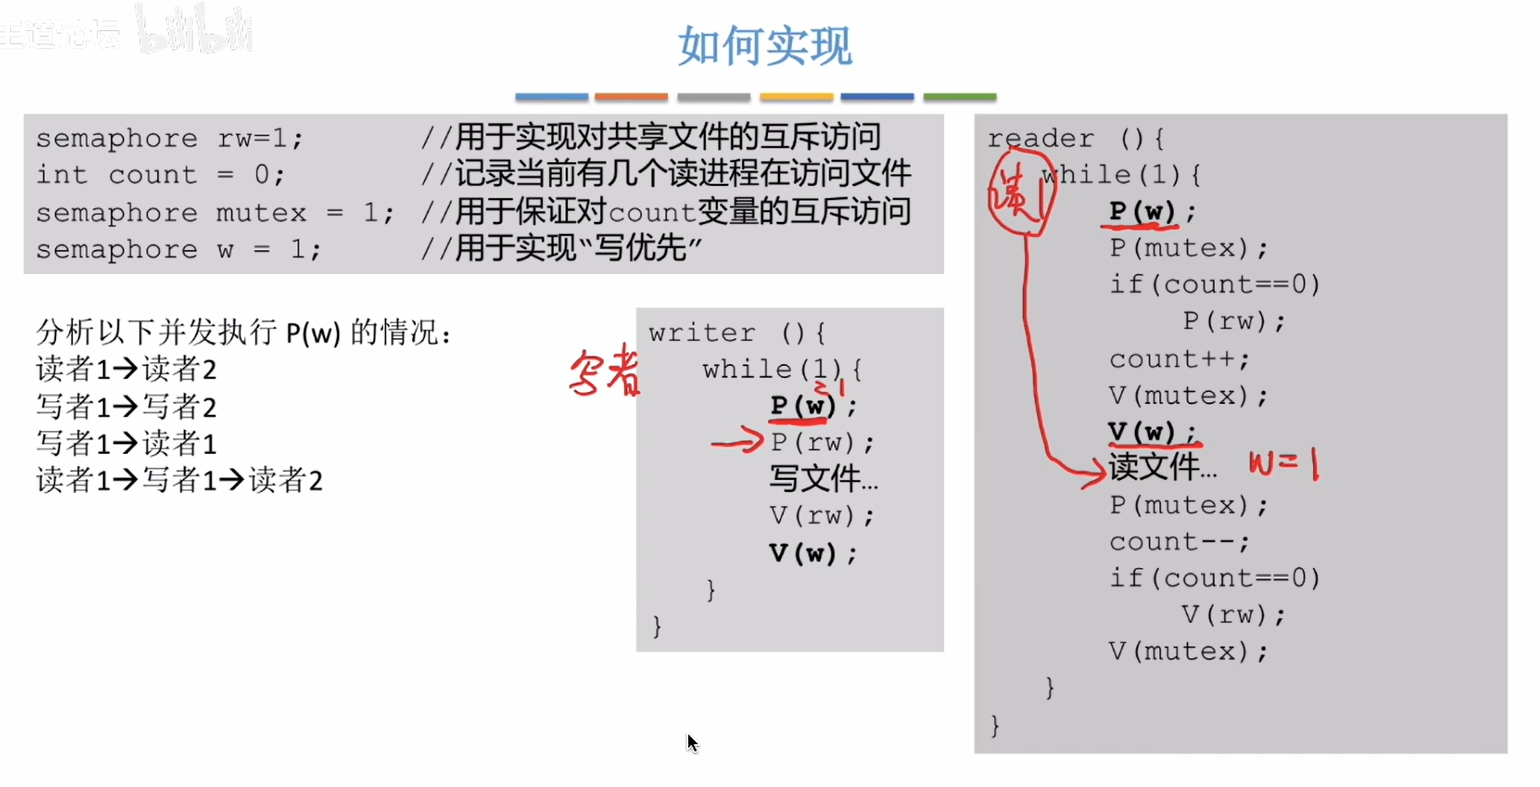 王道论坛 bilibili
如何实现
semaphore rw=1; //用于实现对共享文件的互斥访问
int count = 0; //记录当前有几个读进程在访问文件
semaphore mutex = 1; //用于保证对count变量的互斥访问
semaphore w = 1; //用于实现“写优先”
分析以下并发执行 P(w) 的情况：
读者1→读者2
写者1→写者2
写者1→读者1
读者1→写者1→读者2
写者
writer (){
while(1){
2 1
P(w);
P(rw);
写文件…
V(rw);
V(w);
}
}
reader (){
读1
while(1){
P(w);
P(mutex);
if(count==0)
P(rw);
count++;
V(mutex);
V(w);
读文件… w=1
P(mutex);
count--;
if(count==0)
V(rw);
V(mutex);
}
}